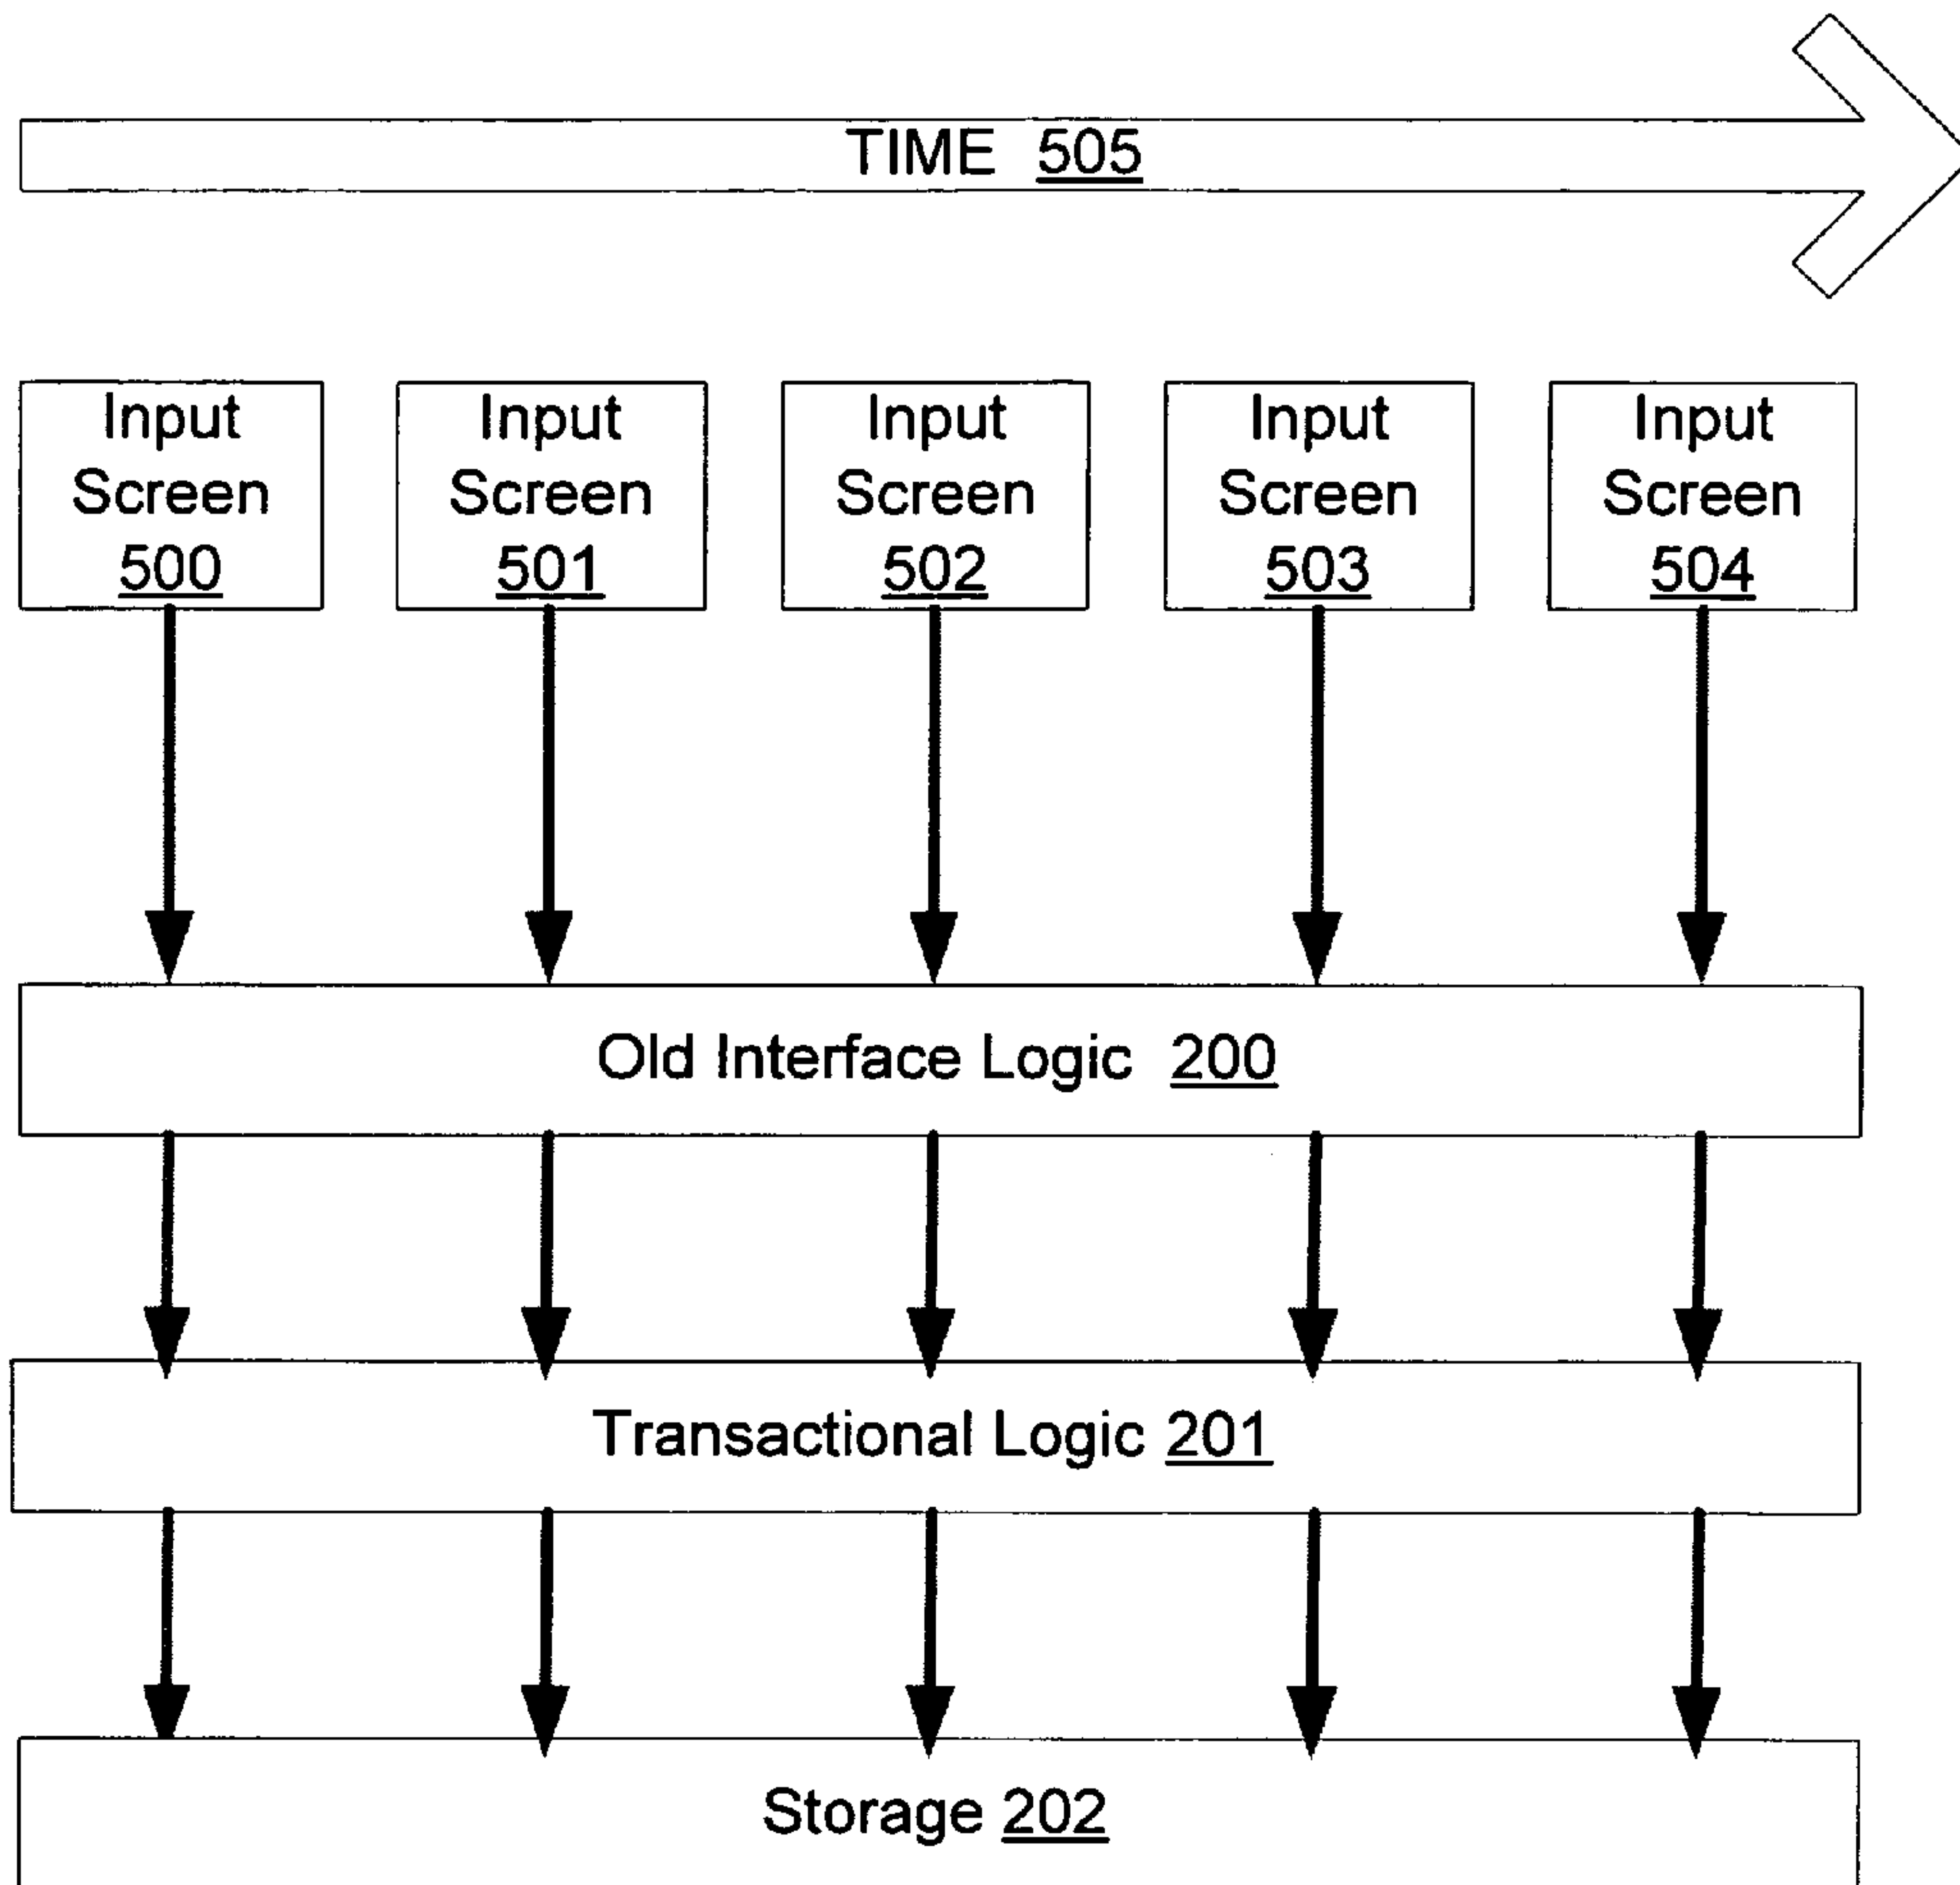 TIME 505
Input
Screen
500
Input
Screen
501
Input
Screen
502
Input
Screen
503
Input
Screen
504
Old Interface Logic 200
Transactional Logic 201
Storage 202